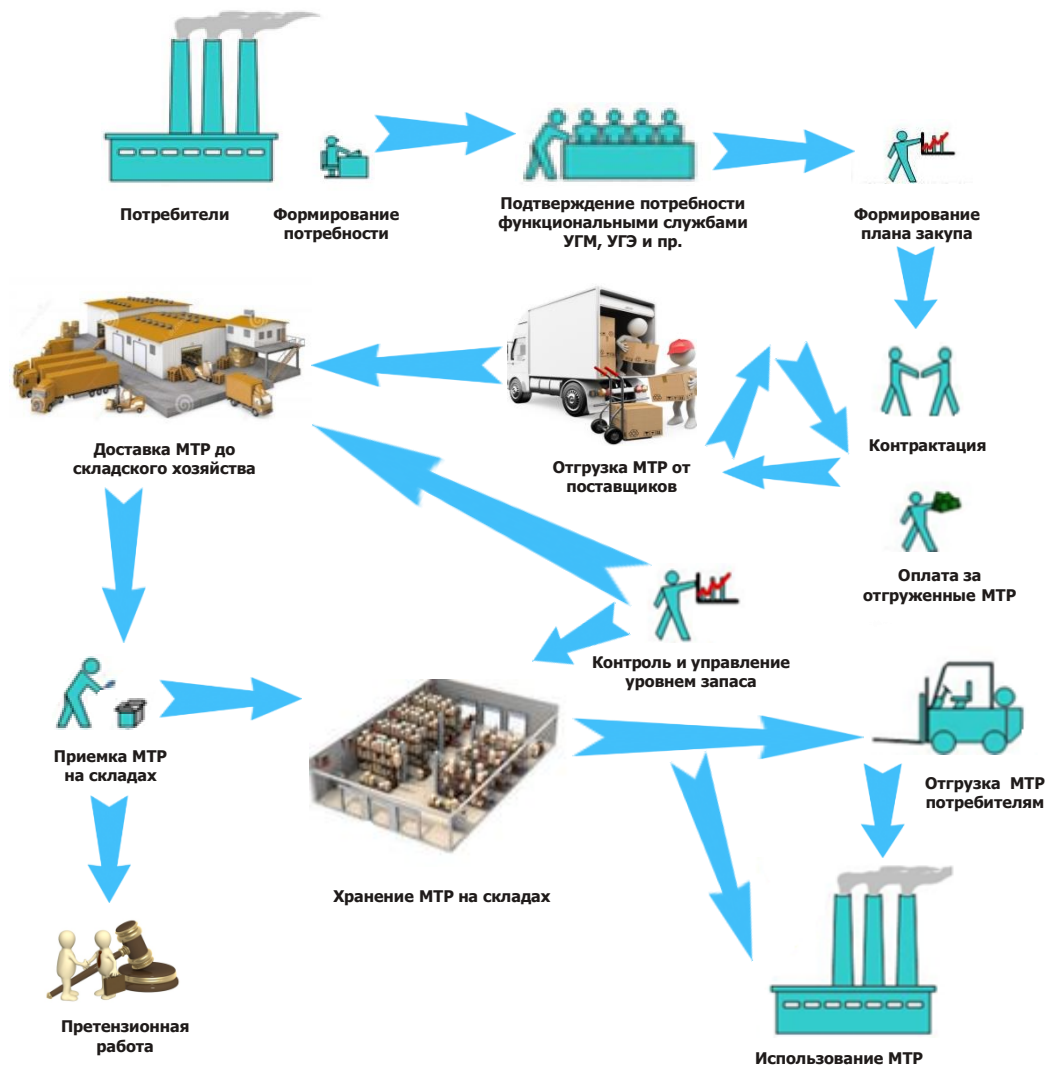 Потребители
Формирование
потребности
Подтверждение потребности
функциональными службами
УГМ, УГЭ и пр.
Формирование
плана закупа
Доставка МТР до
складского хозяйства
Отгрузка МТР от
поставщиков
Контрактация
Оплата за
отгруженные МТР
Контроль и управление
уровнем запаса
Приемка МТР
на складах
Хранение МТР на складах
Отгрузка МТР
потребителям
Претензионная
работа
Использование МТР